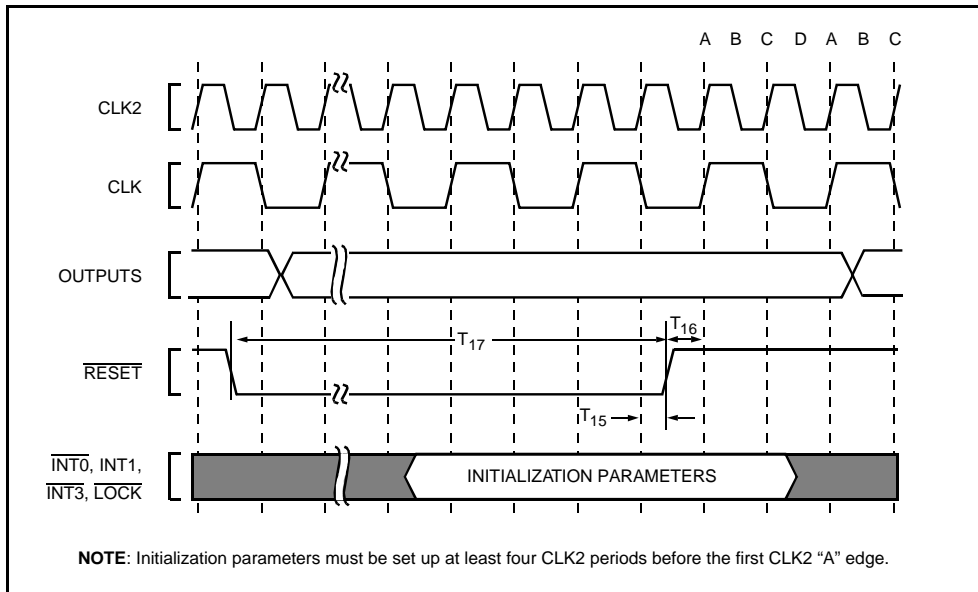 A B C D A B C
CLK2
CLK
OUTPUTS
T16
T17
RESET
T15
INT0, INT1,
INT3, LOCK
INITIALIZATION PARAMETERS
NOTE: Initialization parameters must be set up at least four CLK2 periods before the first CLK2 “A” edge.